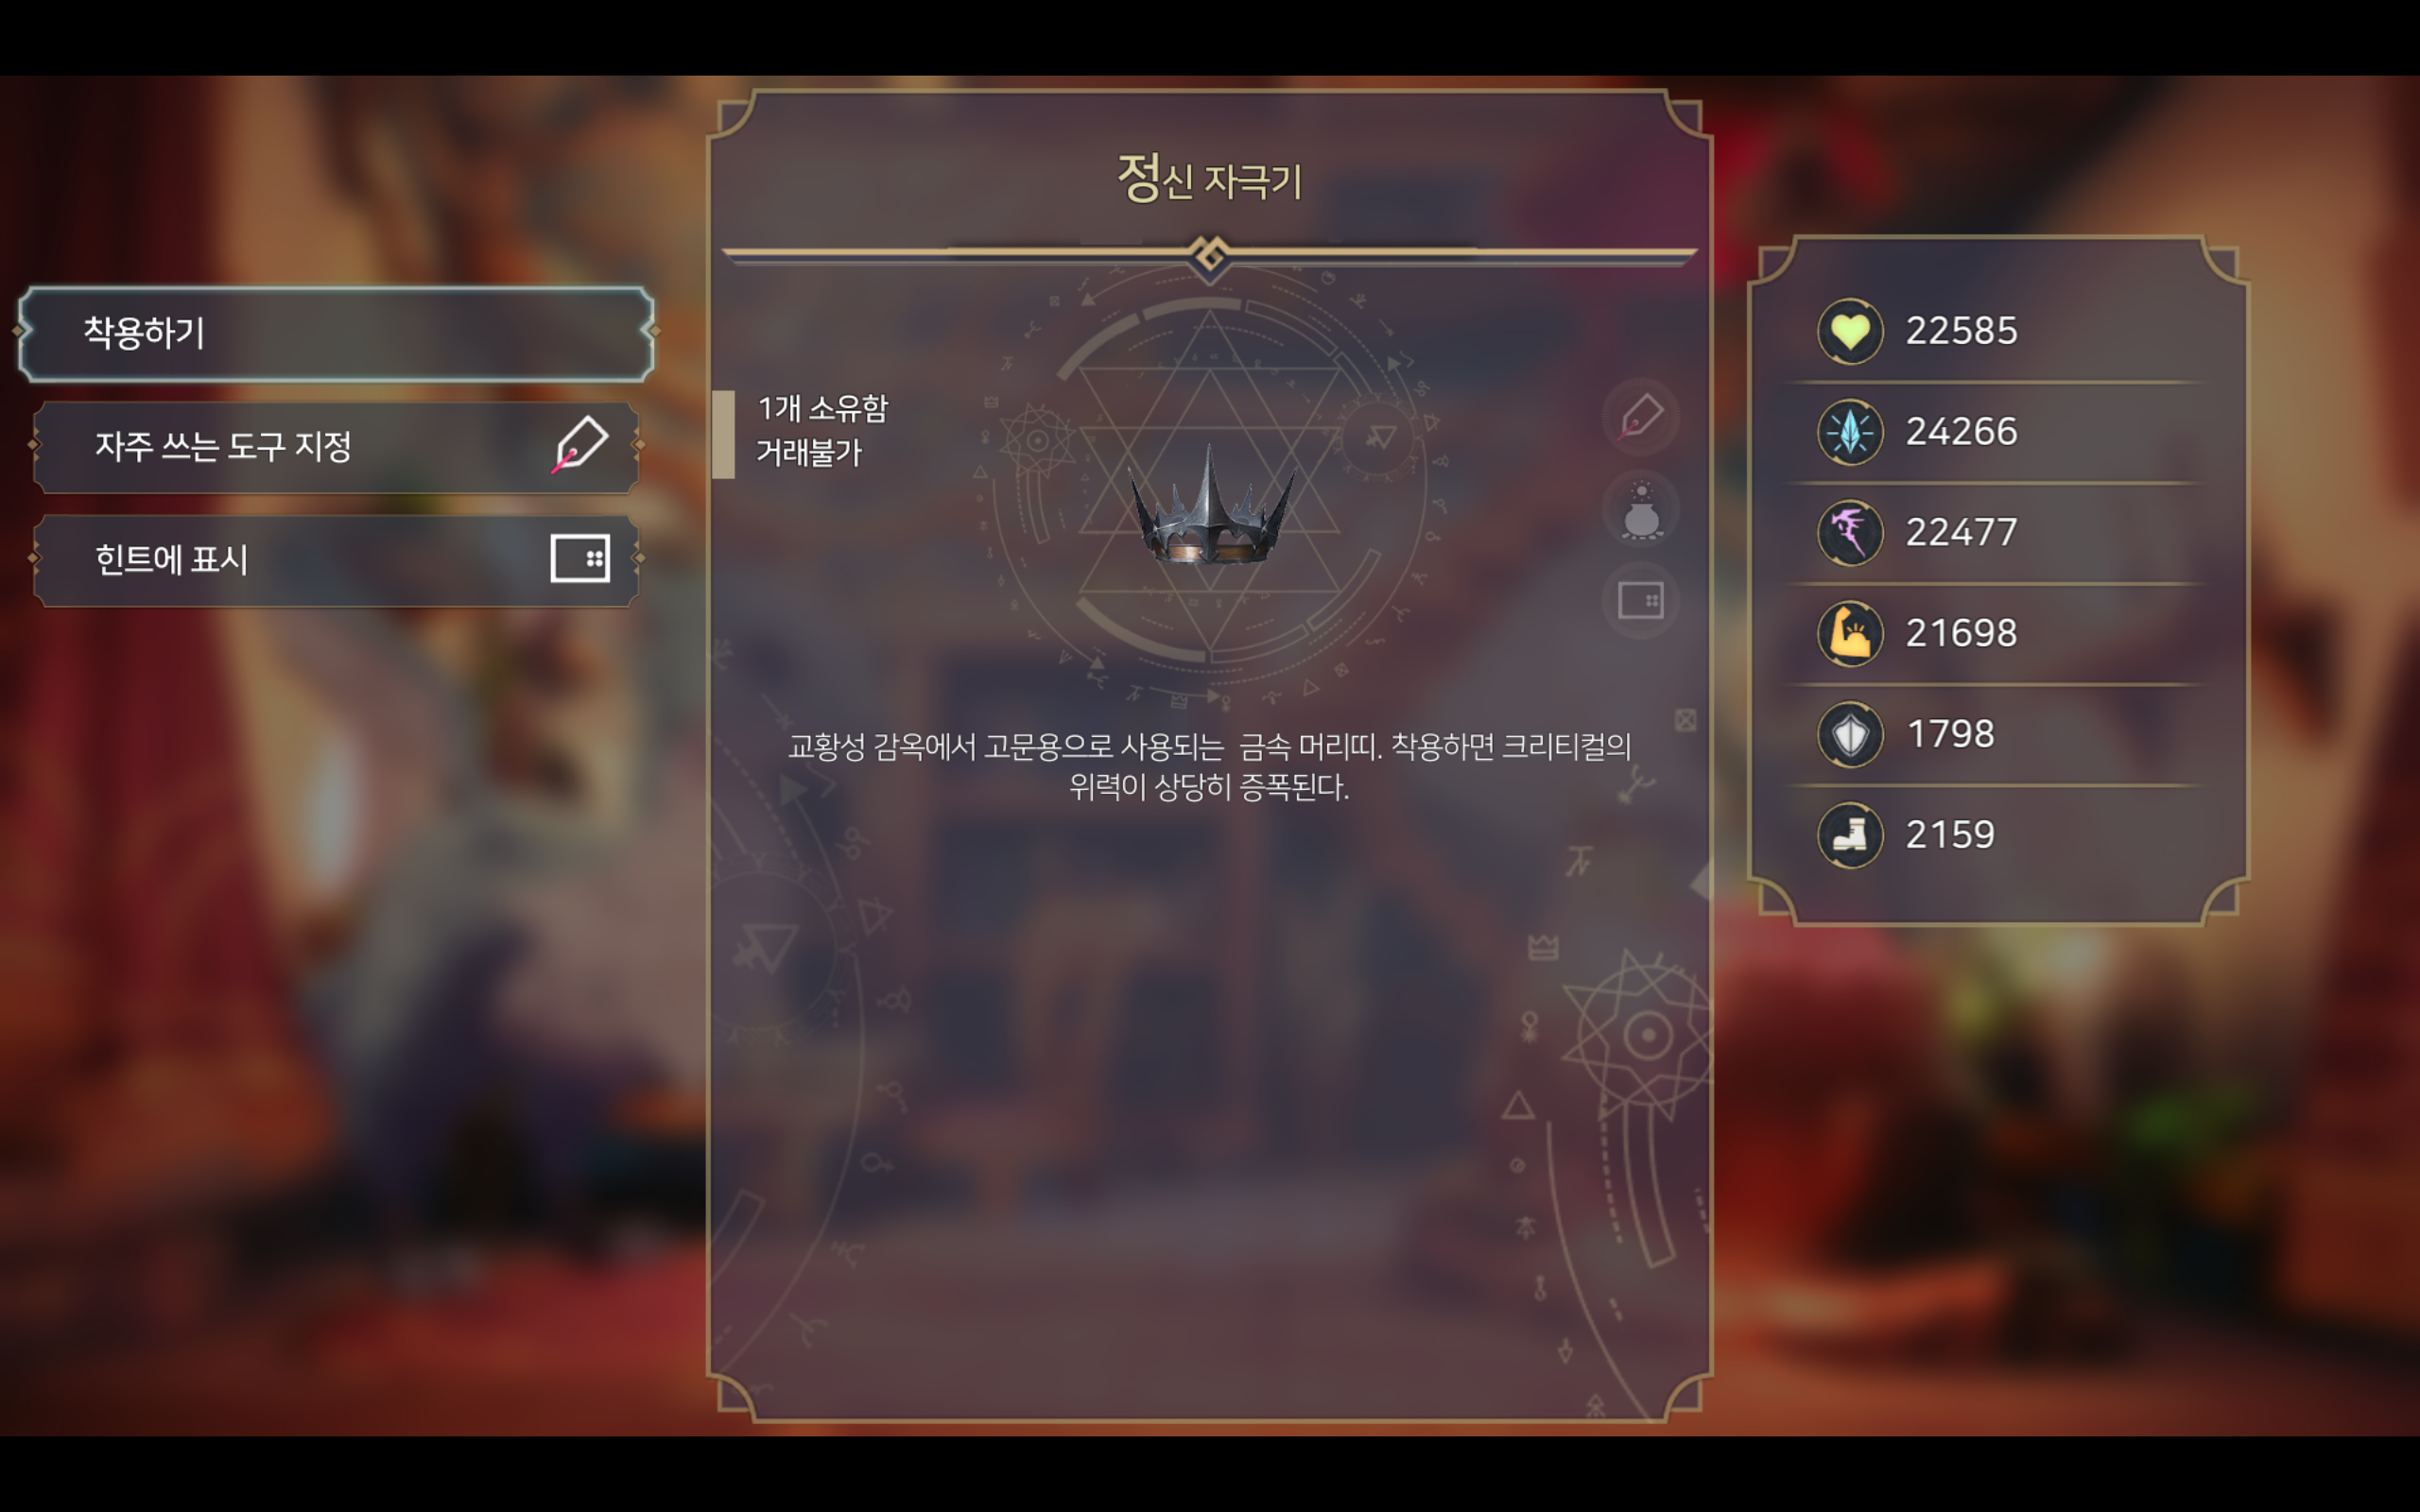 정신 자극기
착용하기
자주 쓰는 도구 지정
힌트에 표시
1개 소유함
거래불가
교황성 감옥에서 고문용으로 사용되는 금속 머리띠. 착용하면 크리티컬의
위력이 상당히 증폭된다.
22585
24266
22477
21698
1798
2159